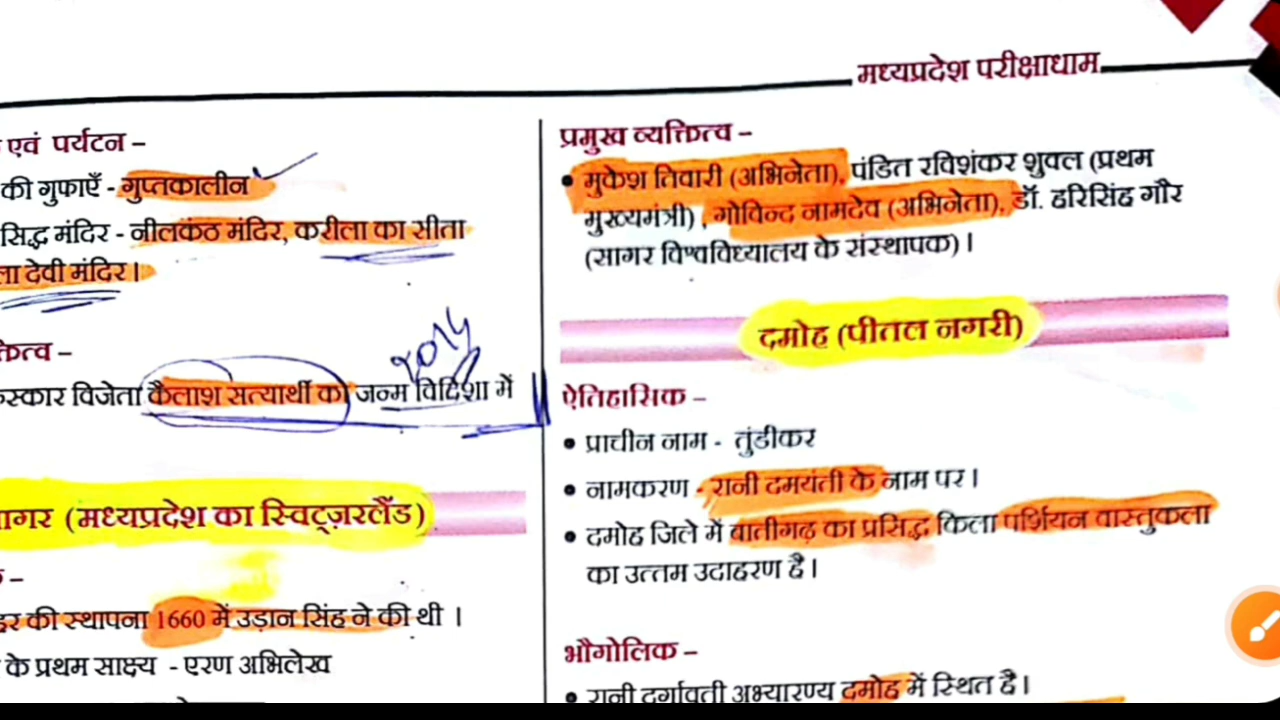 मध्यप्रदेश परीक्षाधाम
एवं पर्यटन –
की गुफाएँ - गुप्तकालीन
सिद्ध मंदिर - नीलकंठ मंदिर, करीला का सीता
ला देवी मंदिर।
क्तित्व –
स्कार विजेता कैलाश सत्यार्थी का जन्म विदिशा में
2014
ागर (मध्यप्रदेश का स्विट्ज़रलैंड)
हर की स्थापना 1660 में उड़ान सिंह ने की थी ।
के प्रथम साक्ष्य - एरण अभिलेख
प्रमुख व्यक्तित्व –
• मुकेश तिवारी (अभिनेता), पंडित रविशंकर शुक्ल (प्रथम
मुख्यमंत्री) , गोविन्द नामदेव (अभिनेता), डॉ. हरिसिंह गौर
(सागर विश्वविध्यालय के संस्थापक) ।
दमोह (पीतल नगरी)
ऐतिहासिक –
• प्राचीन नाम - तुंडीकर
• नामकरण - रानी दमयंती के नाम पर ।
• दमोह जिले में बातीगढ़ का प्रसिद्ध किला पर्शियन वास्तुकला
का उत्तम उदाहरण है ।
भौगोलिक –
• रानी दुर्गावती अभ्यारण्य दमोह में स्थित है।